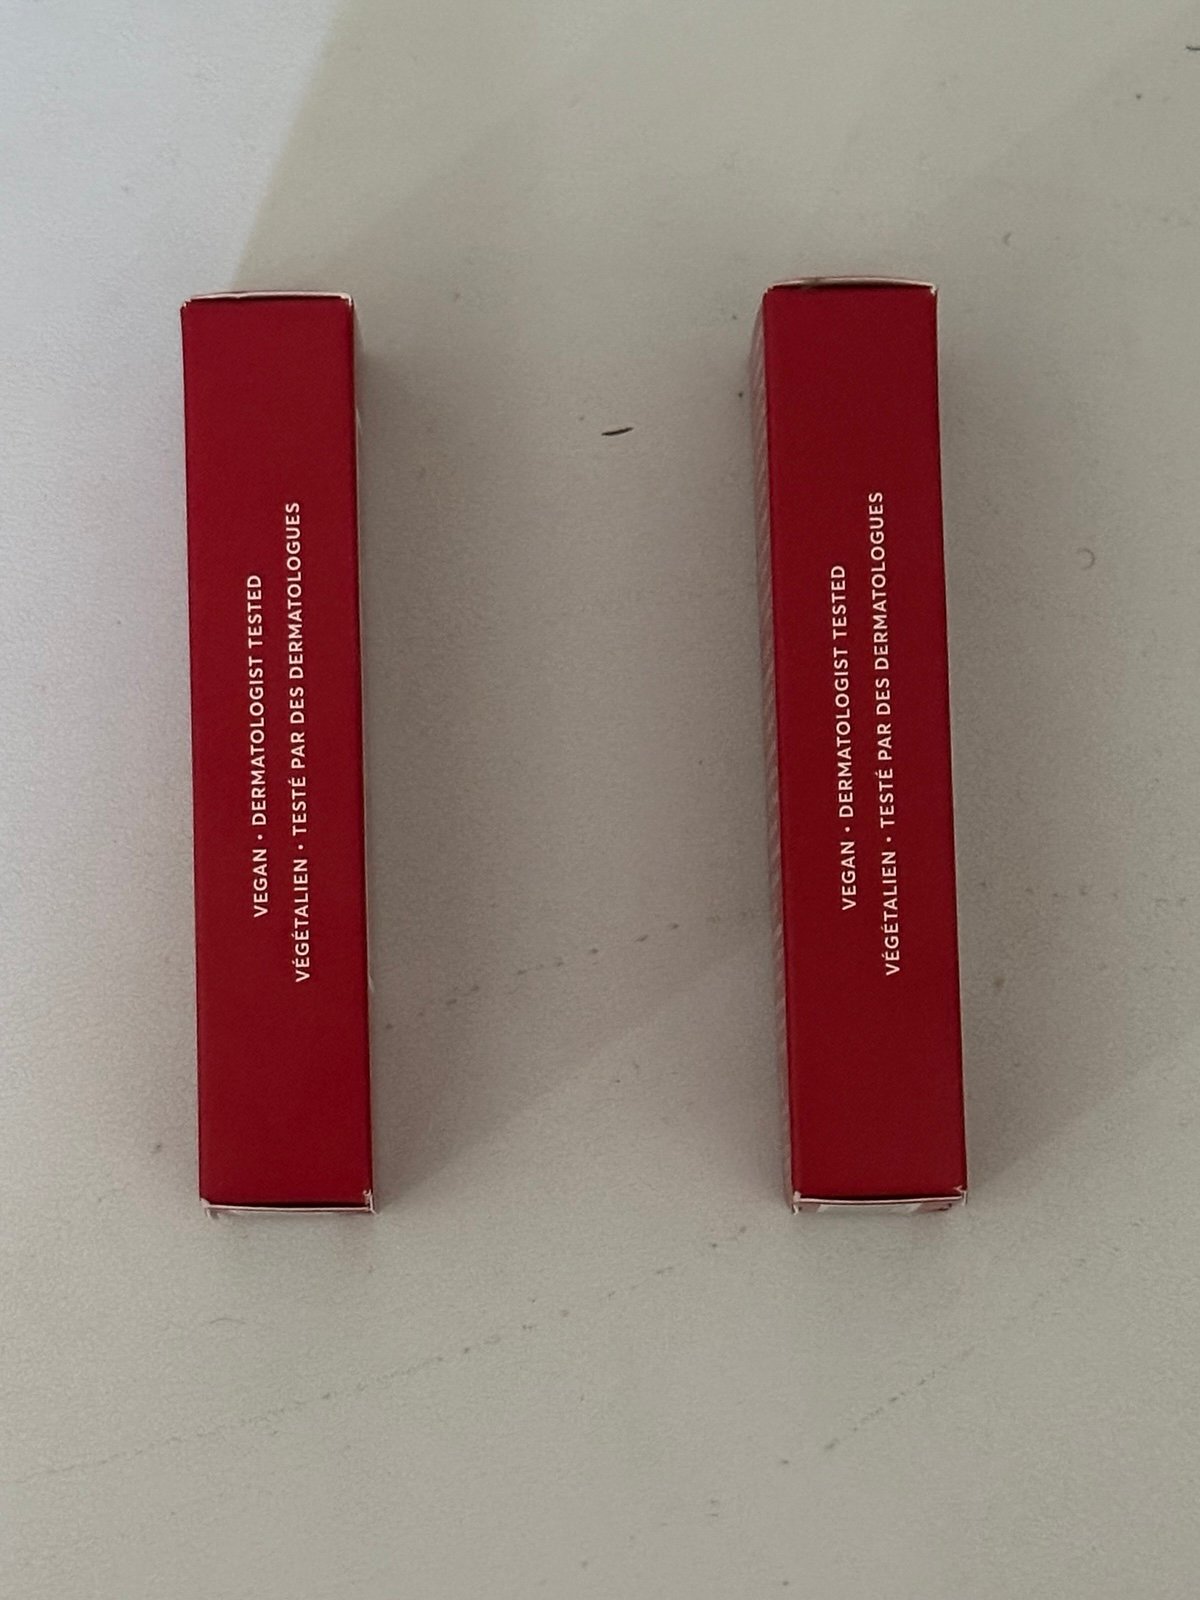 VEGAN • DERMATOLOGIST TESTED
VÉGÉTALIEN • TESTÉ PAR DES DERMATOLOGUES
VEGAN • DERMATOLOGIST TESTED
VÉGÉTALIEN • TESTÉ PAR DES DERMATOLOGUES